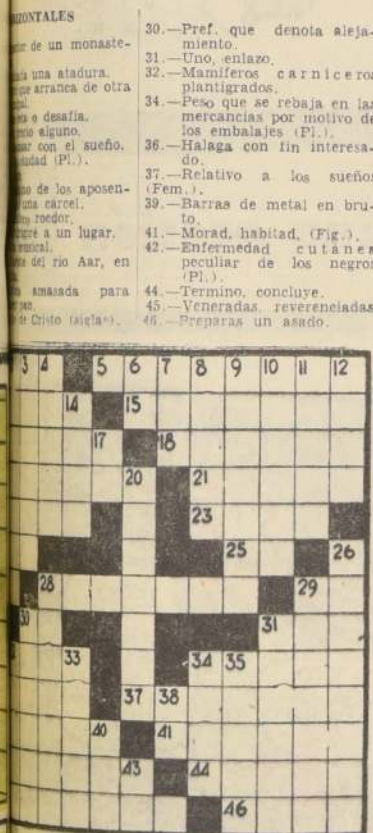 RIZONTALES
de un monaste-
una atadura.
que arranca de otra
o desafía.
alguno.
con el sueño.
(Pl.).
de los aposen-
una cárcel.
roedor.
a un lugar.
del rio Aar, en
amasada para
pan.
de Cristo (siglas).
30.—Pref. que denota aleja-
miento.
31.—Uno, enlazo.
32.—Mamíferos carniceros
plantígrados.
34.—Peso que se rebaja en las
mercancías por motivo de
los embalajes (Pl.).
36.—Halaga con fin interesa-
do.
37.—Relativo a los sueños
(Fem.).
39.—Barras de metal en bru-
to.
41.—Morad, habitad, (Fig.).
42.—Enfermedad cutanea
peculiar de los negros
(Pl.).
44.—Termino, concluye.
45.—Veneradas, reverenciadas
46.—Preparas un asado.
3 4 5 6 7 8 9 10 11 12
14 15
17 18
20 21
23
25 26
28 29
30 31
33 34 35
37 38
40 41
43 44
46